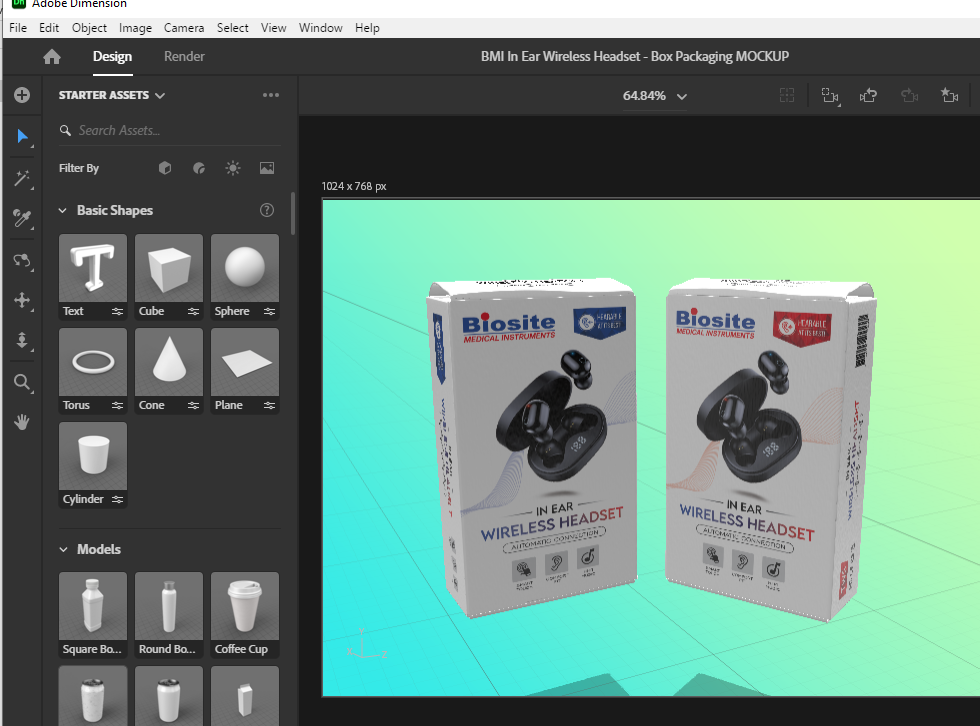 Adobe Dimension
File Edit Object Image Camera Select View Window Help
Design Render
BMI In Ear Wireless Headset - Box Packaging MOCKUP
STARTER ASSETS
64.84%
Search Assets...
Filter By
1024 x 768 px
Basic Shapes
Text Cube Sphere
Torus Cone Plane
Cylinder
Models
Square Bo... Round Bo... Coffee Cup
Biosite
MEDICAL INSTRUMENTS
HEARABLE
IN EAR
WIRELESS HEADSET
AUTOMATIC CONNECTION
Biosite
MEDICAL INSTRUMENTS
HEARABLE
IN EAR
WIRELESS HEADSET
AUTOMATIC CONNECTION